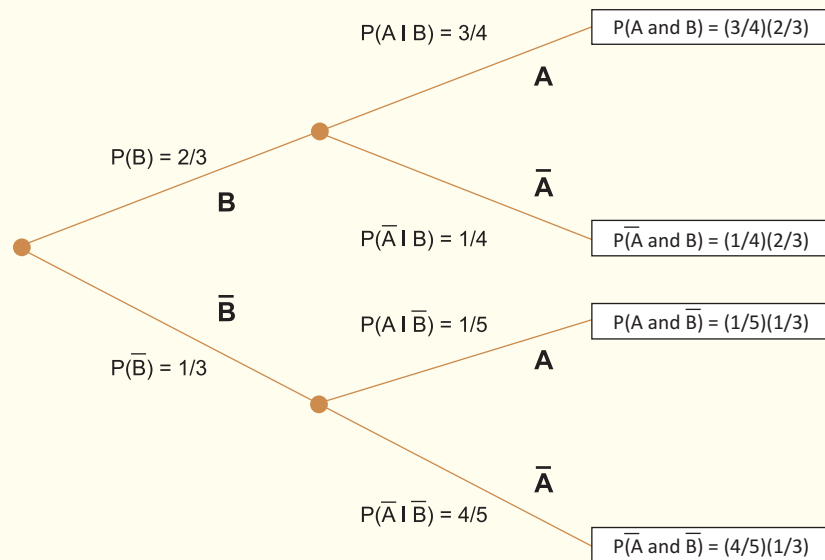 P(A I B) = 3/4
P(A and B) = (3/4)(2/3)
A
P(B) = 2/3
B
A̅
P(A̅ I B) = 1/4
P(A̅ and B) = (1/4)(2/3)
B̅
P(A I B̅) = 1/5
P(A and B̅) = (1/5)(1/3)
A
P(B̅) = 1/3
A̅
P(A̅ I B̅) = 4/5
P(A̅ and B̅) = (4/5)(1/3)